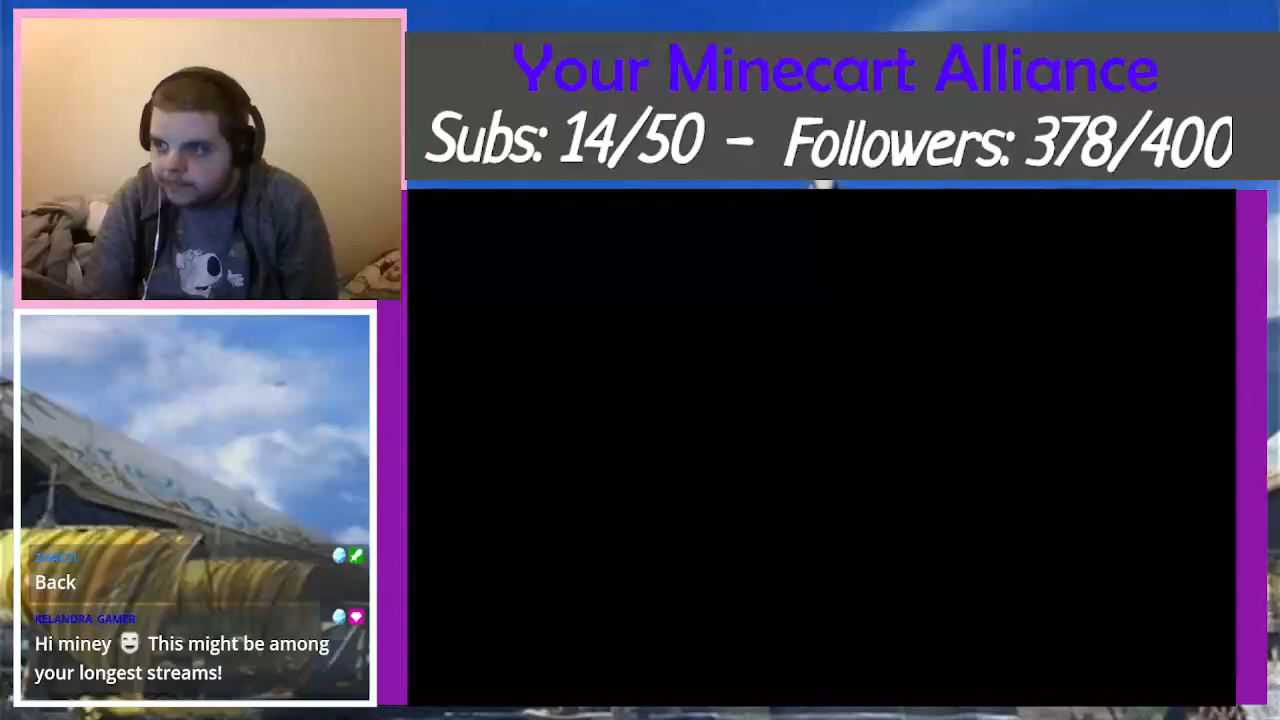 Your Minecart Alliance
Subs: 14/50 - Followers: 378/400
Back
KELANDRA_GAMER
Hi miney This might be among
your longest streams!